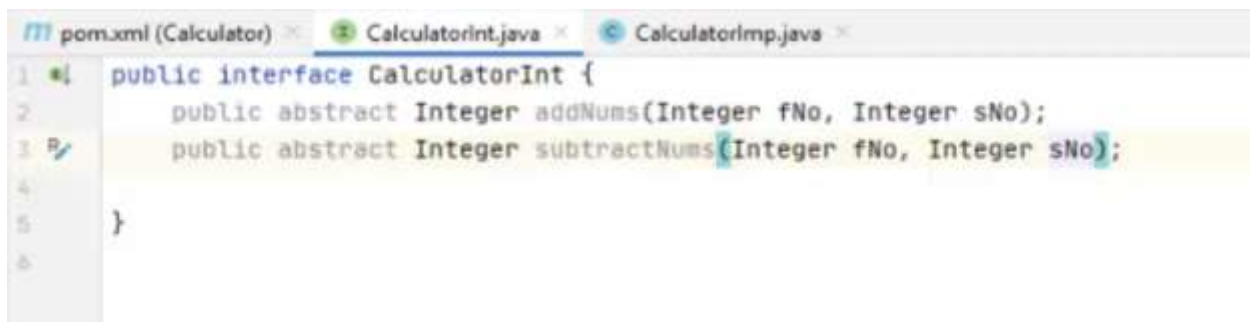 pom.xml (Calculator) CalculatorInt.java CalculatorImp.java
1 public interface CalculatorInt {
2 public abstract Integer addNums(Integer fNo, Integer sNo);
3 public abstract Integer subtractNums(Integer fNo, Integer sNo);
4
5 }
6